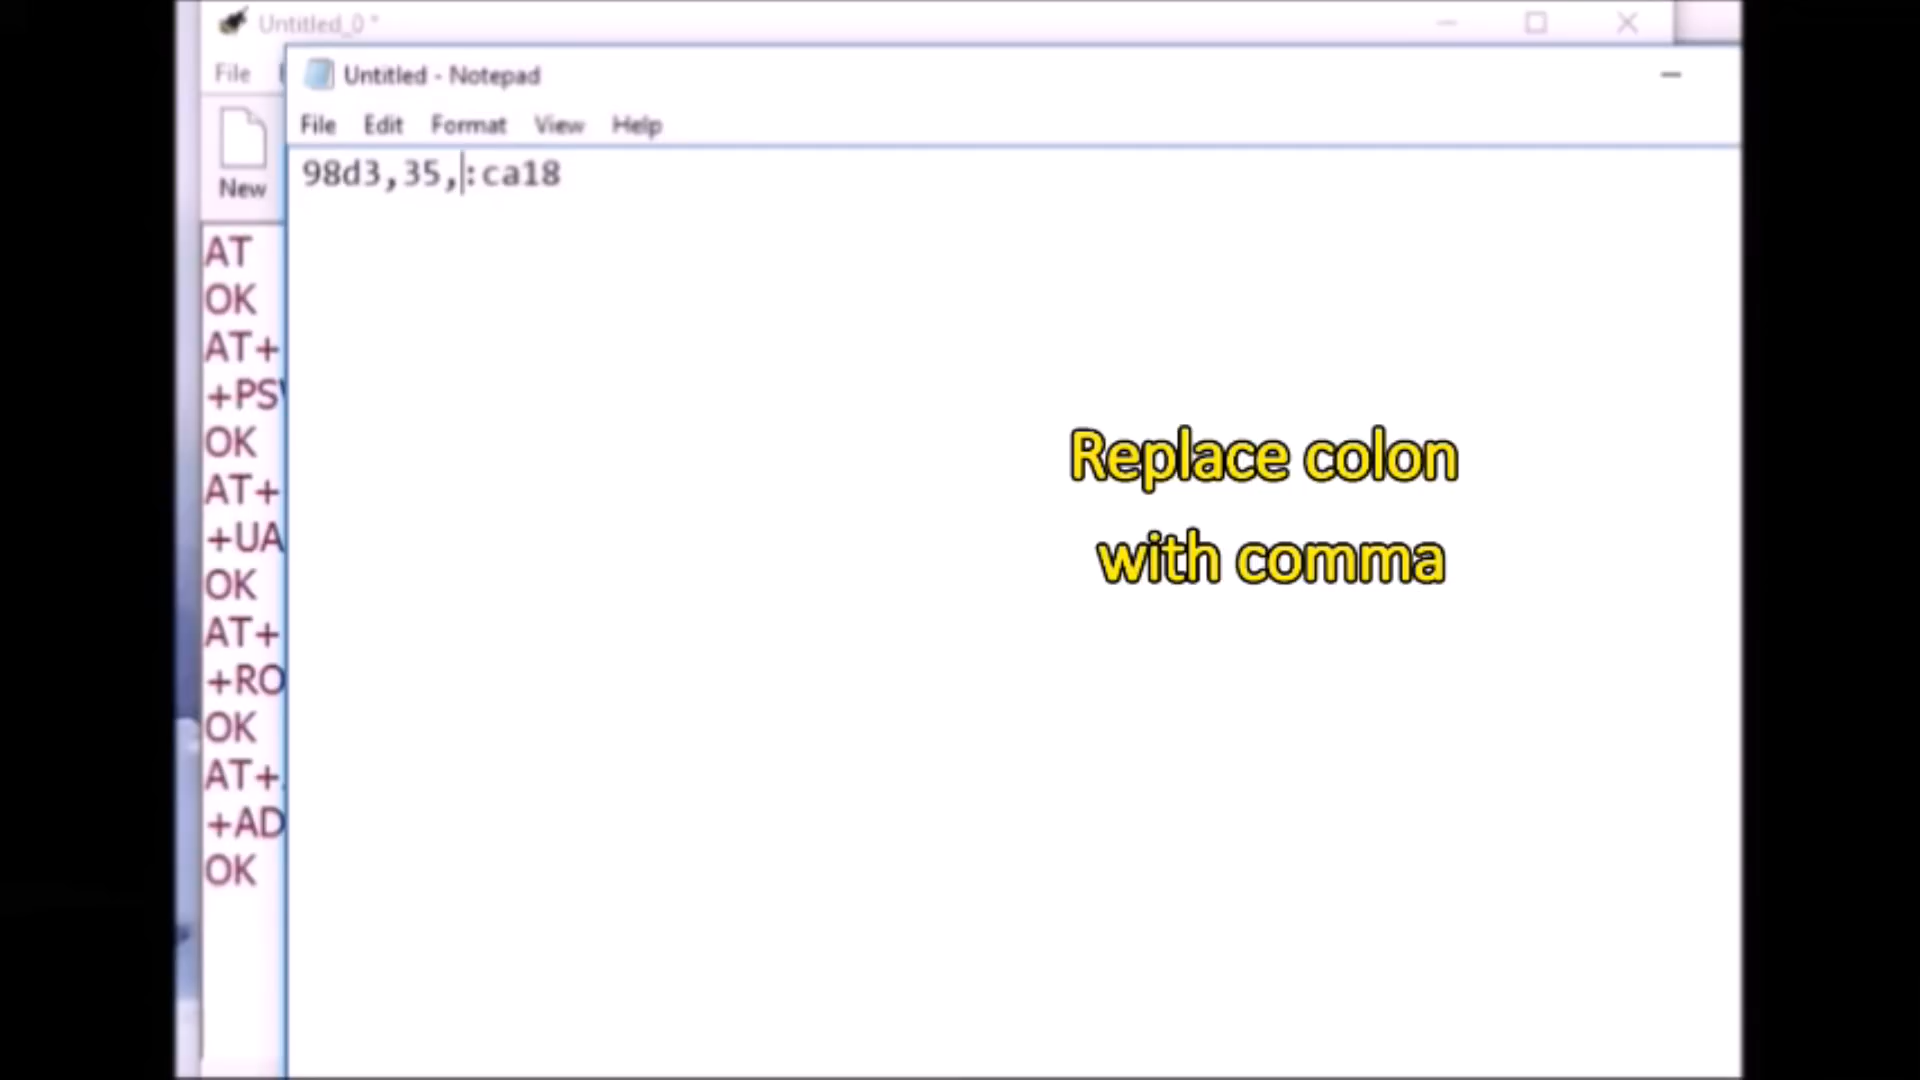 Untitled_0 *
File
Untitled - Notepad
File Edit Format View Help
98d3,35,:ca18
New
AT
OK
AT+
+PS
OK
AT+
+UA
OK
AT+
+RO
OK
AT+
+AD
OK
Replace colon
with comma